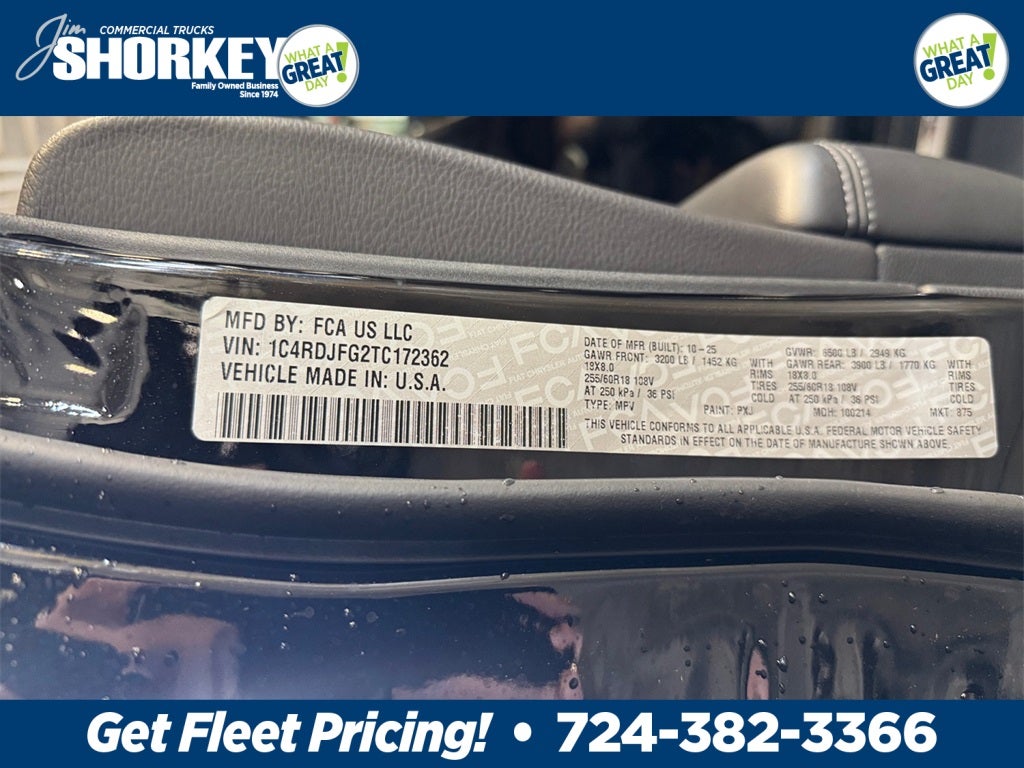 Jim
COMMERCIAL TRUCKS
SHORKEY
Family Owned Business
Since 1974
WHAT A
GREAT!
DAY
WHAT A
GREAT!
DAY
MFD BY: FCA US LLC
VIN: 1C4RDJFG2TC172362
VEHICLE MADE IN: U.S.A.
DATE OF MFR (BUILT): 10-25 GVWR: 6500 LB / 2949 KG
GAWR FRONT: 3200 LB / 1452 KG WITH GAWR REAR: 3900 LB / 1770 KG WITH
18X8.0 RIMS 18X8.0 RIMS
255/60R18 108V TIRES 255/60R18 108V TIRES
AT 250 kPa / 36 PSI COLD AT 250 kPa / 36 PSI COLD
TYPE: MPV PAINT: PXJ MDH: 100214 MKT: 875
THIS VEHICLE CONFORMS TO ALL APPLICABLE U.S.A. FEDERAL MOTOR VEHICLE SAFETY
STANDARDS IN EFFECT ON THE DATE OF MANUFACTURE SHOWN ABOVE.
Get Fleet Pricing! • 724-382-3366